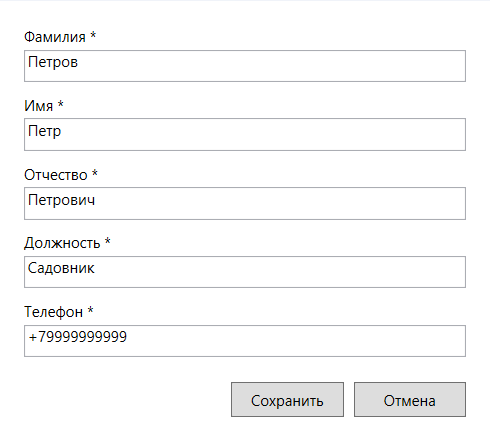 Фамилия *
Петров
Имя *
Петр
Отчество *
Петрович
Должность *
Садовник
Телефон *
+79999999999
Сохранить Отмена